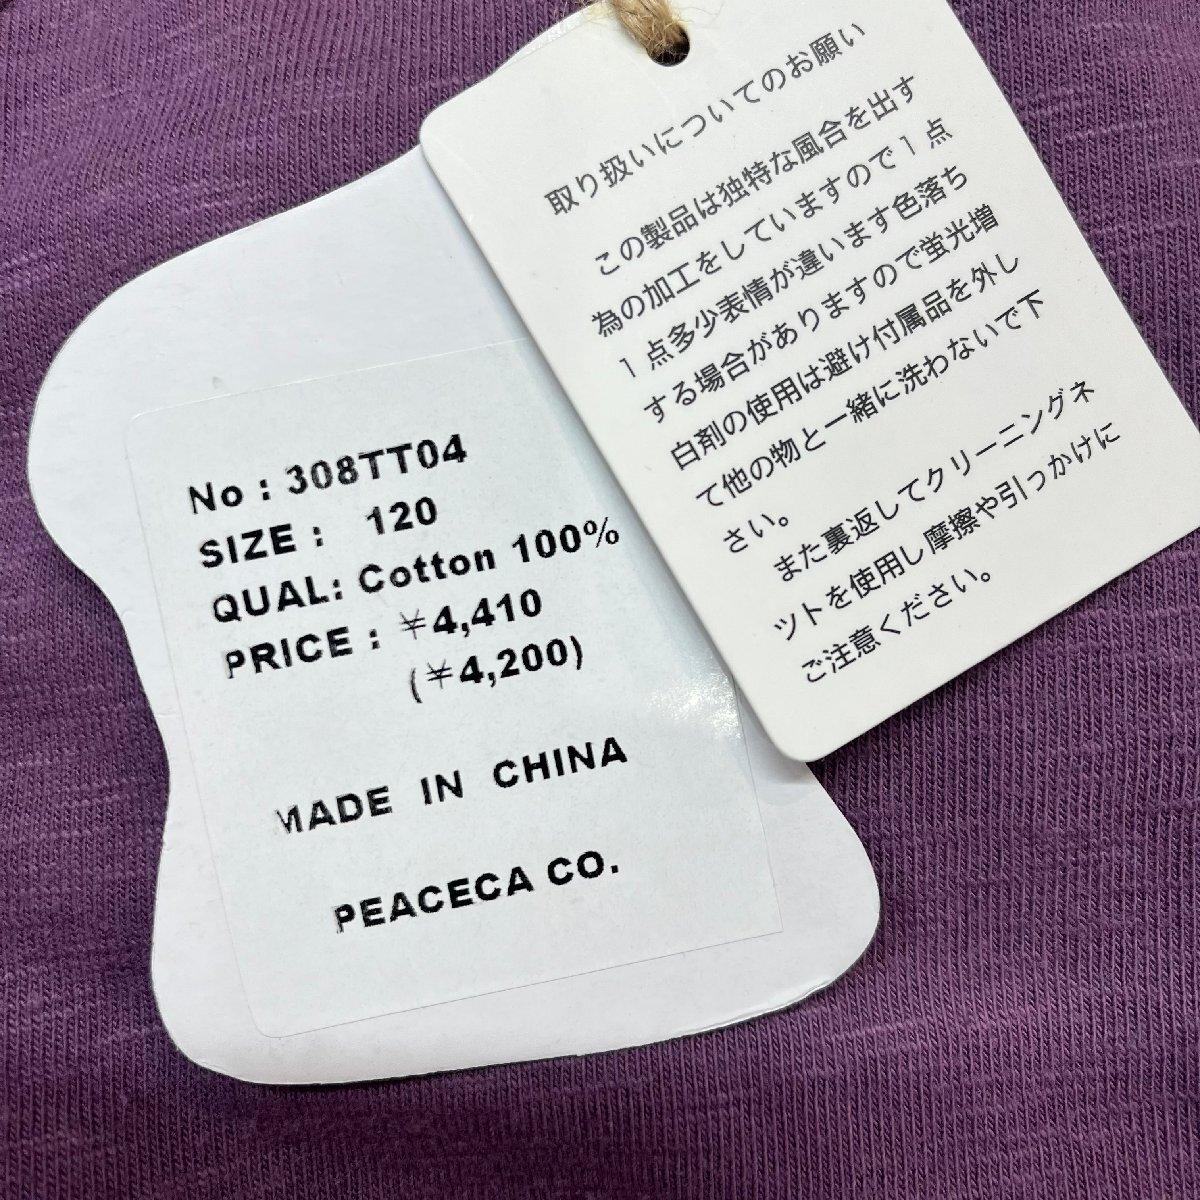 No : 308TT04
SIZE : 120
QUAL: Cotton 100%
PRICE : ¥4,410
(¥4,200)
MADE IN CHINA
PEACECA CO.
取り扱いについてのお願い
この製品は独特な風合を出す
為の加工をしていますので1点
1点多少表情が違います色落ち
する場合がありますので蛍光増
白剤の使用は避け付属品を外し
て他の物と一緒に洗わないで下
さい。
また裏返してクリーニングネ
ットを使用し摩擦や引っかけに
ご注意ください。